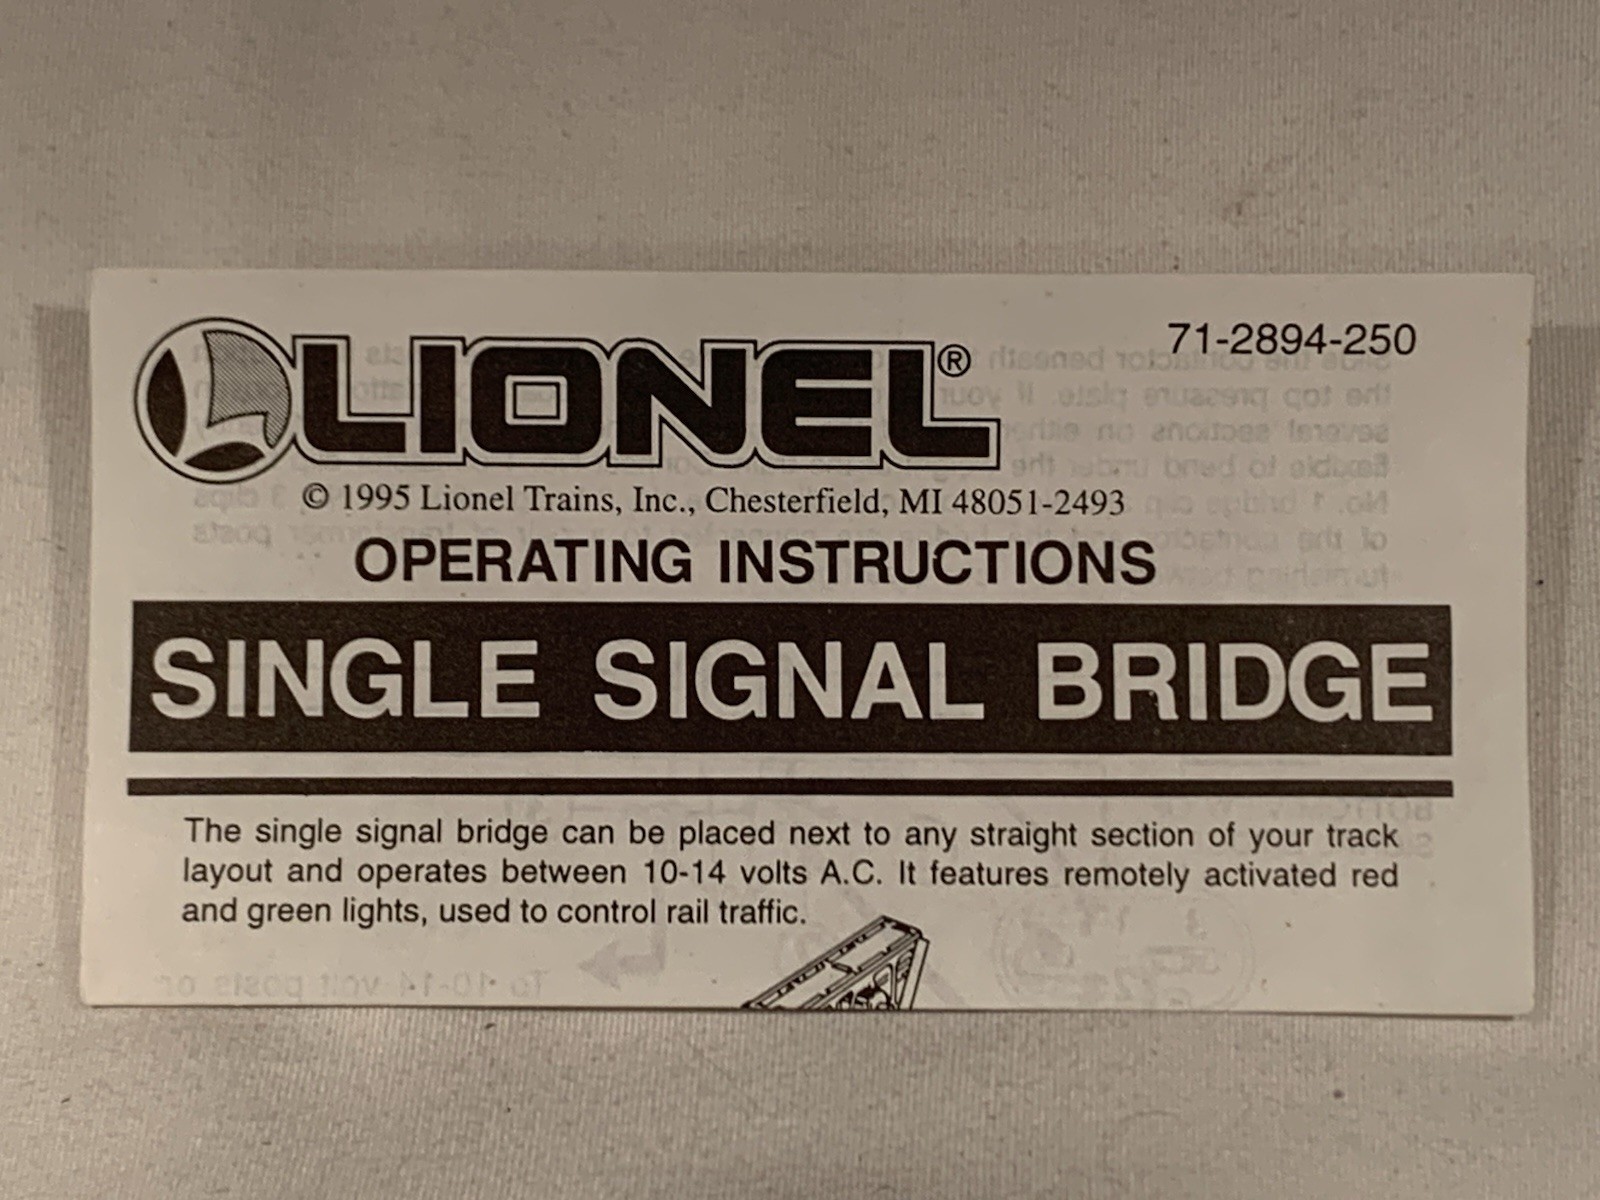 LIONEL®
71-2894-250
© 1995 Lionel Trains, Inc., Chesterfield, MI 48051-2493
OPERATING INSTRUCTIONS
SINGLE SIGNAL BRIDGE
The single signal bridge can be placed next to any straight section of your track
layout and operates between 10-14 volts A.C. It features remotely activated red
and green lights, used to control rail traffic.